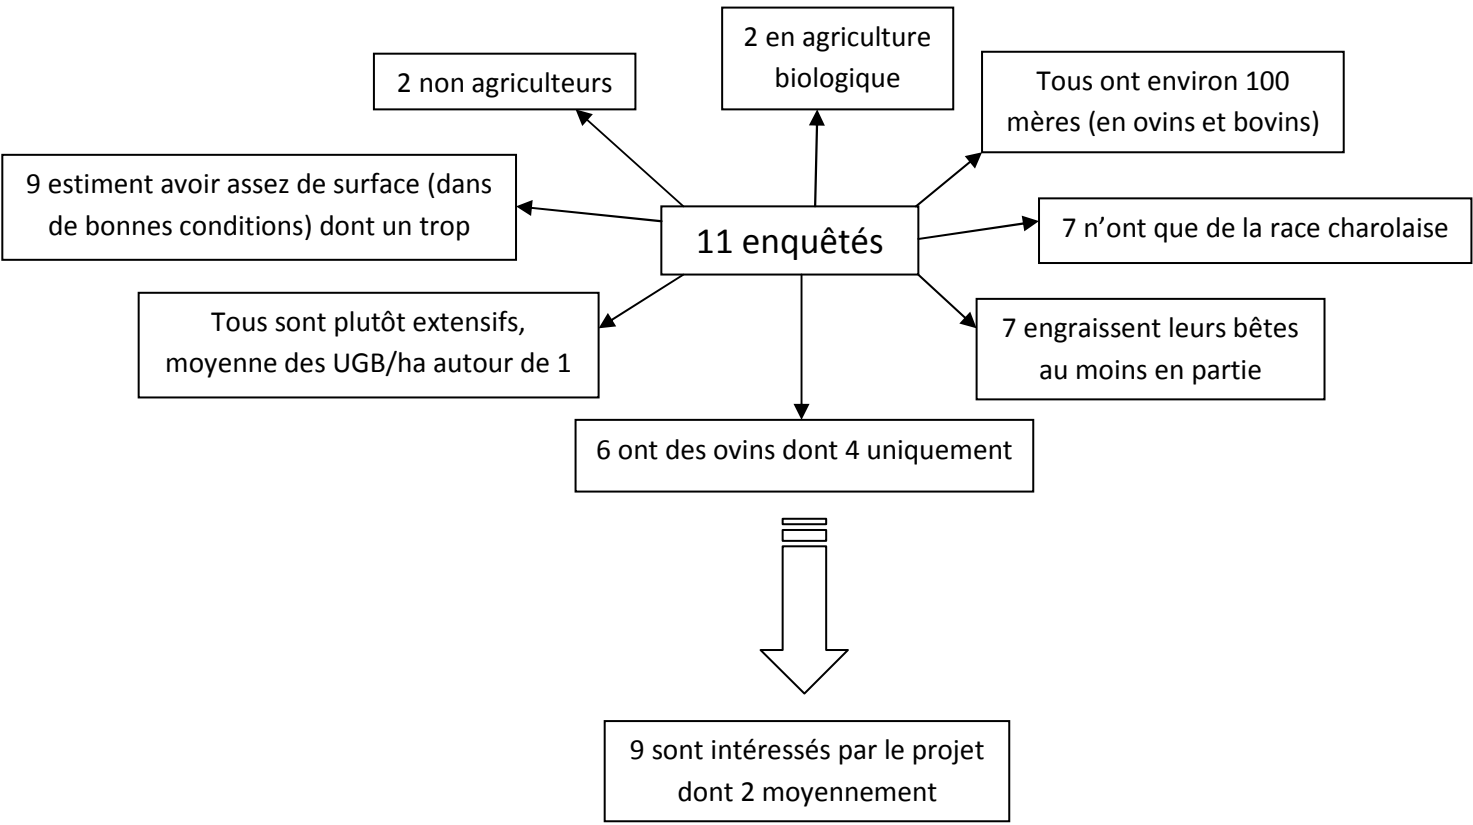 2 en agriculture
biologique
2 non agriculteurs
Tous ont environ 100
mères (en ovins et bovins)
9 estiment avoir assez de surface (dans
de bonnes conditions) dont un trop
11 enquêtés
7 n’ont que de la race charolaise
Tous sont plutôt extensifs,
moyenne des UGB/ha autour de 1
7 engraissent leurs bêtes
au moins en partie
6 ont des ovins dont 4 uniquement
9 sont intéressés par le projet
dont 2 moyennement